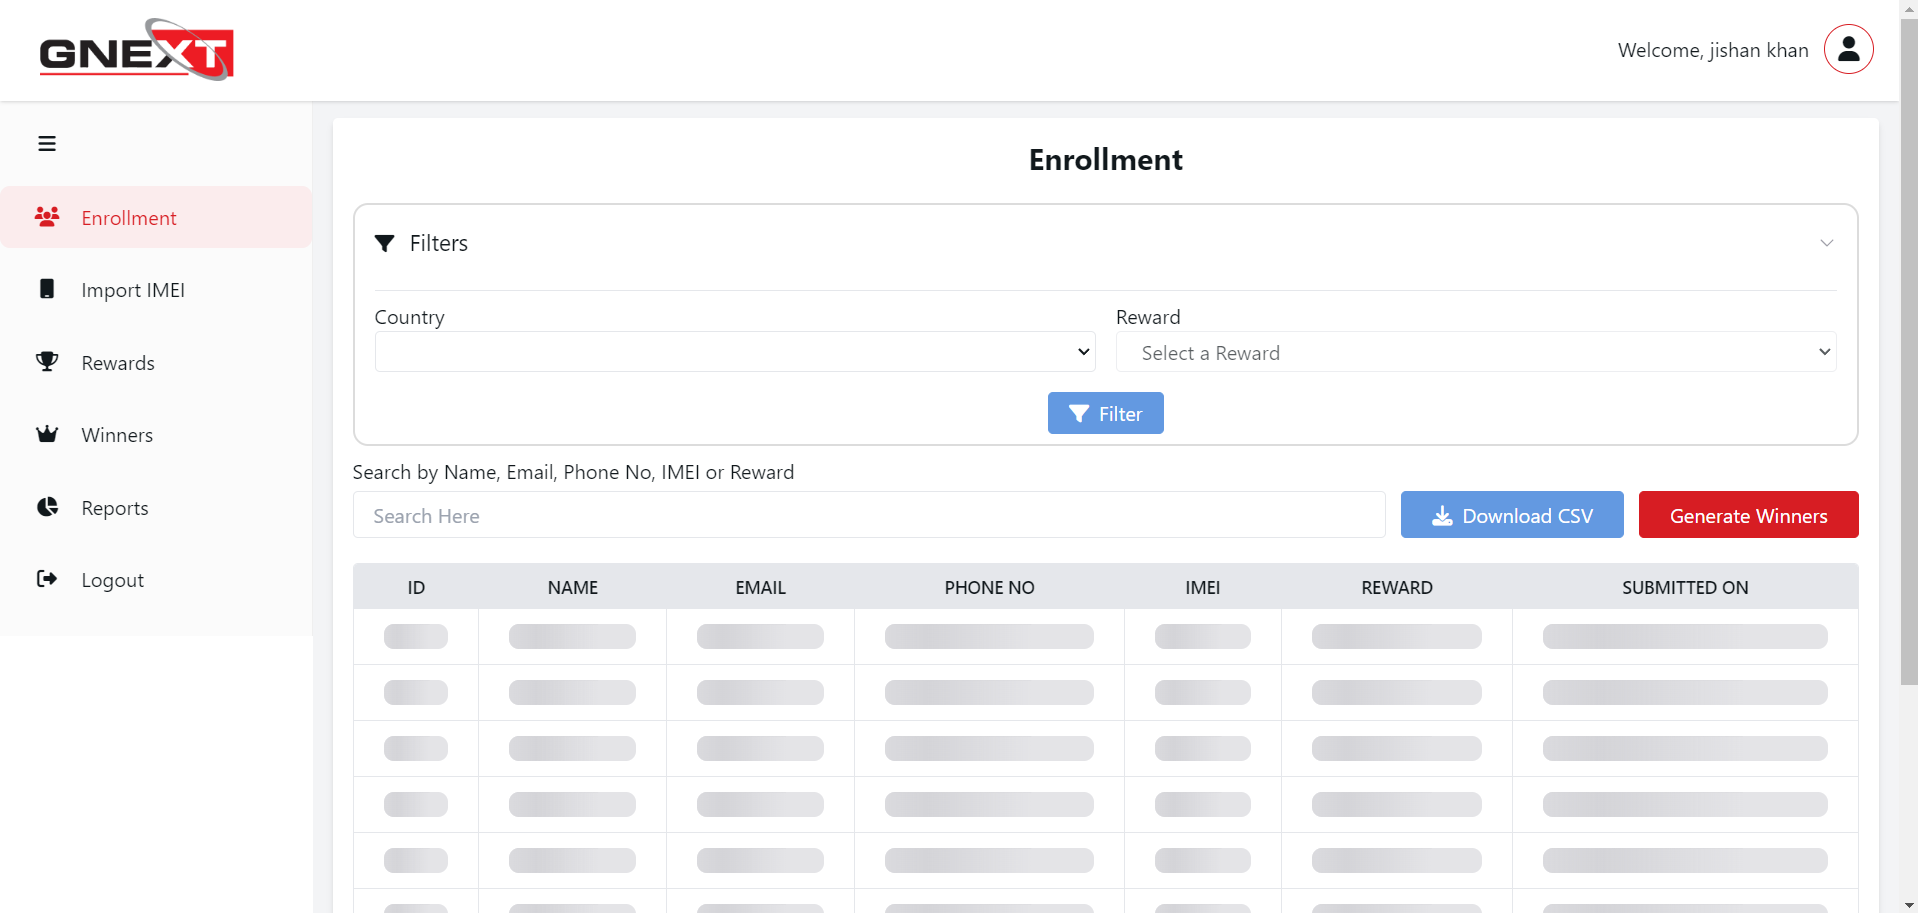 GNEXT
Welcome, jishan khan
Enrollment
Import IMEI
Rewards
Winners
Reports
Logout
Enrollment
Filters
Country
Reward
Select a Reward
Filter
Search by Name, Email, Phone No, IMEI or Reward
Search Here
Download CSV
Generate Winners
ID NAME EMAIL PHONE NO IMEI REWARD SUBMITTED ON